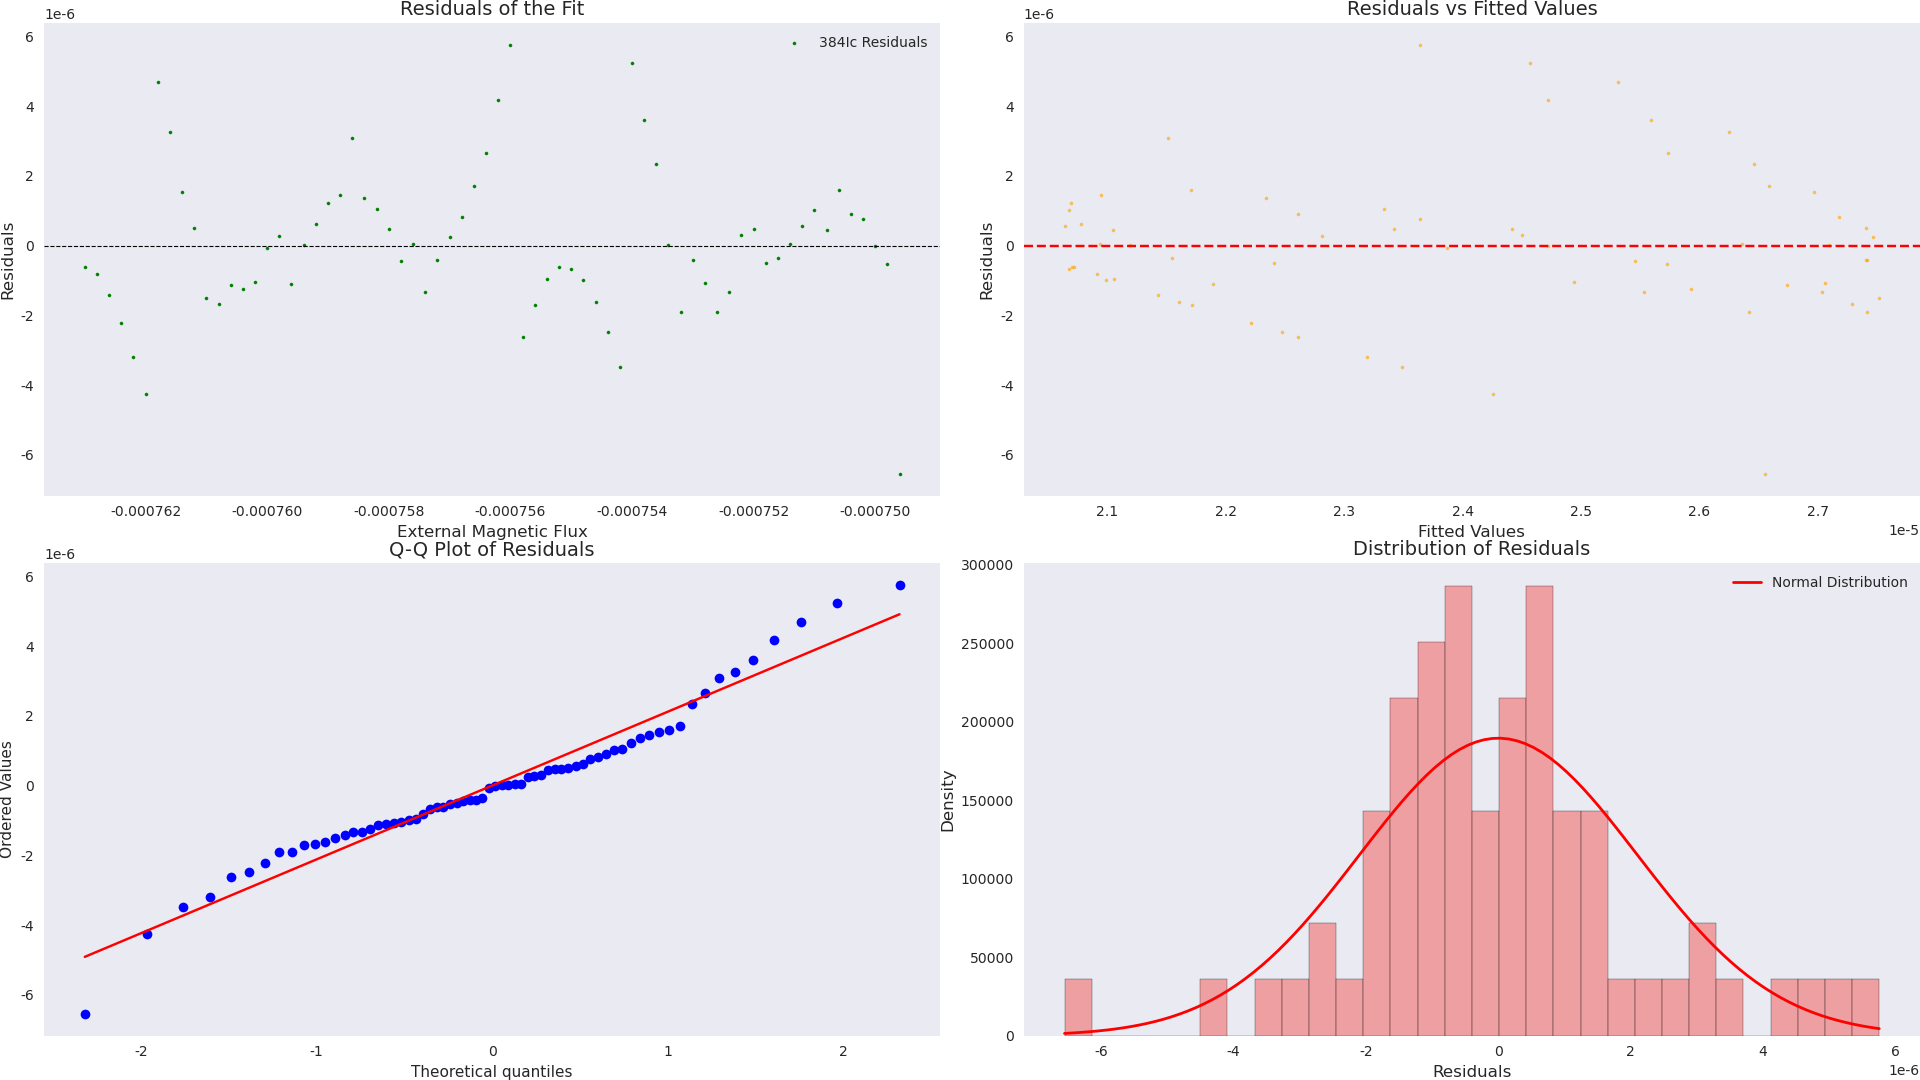 Residuals of the Fit
1e-6
384Ic Residuals
6
4
2
0
-2
-4
-6
Residuals
-0.000762 -0.000760 -0.000758 -0.000756 -0.000754 -0.000752 -0.000750
External Magnetic Flux
Residuals vs Fitted Values
1e-6
6
4
2
0
-2
-4
-6
Residuals
2.1 2.2 2.3 2.4 2.5 2.6 2.7
1e-5
Fitted Values
Q-Q Plot of Residuals
1e-6
6
4
2
0
-2
-4
-6
Ordered Values
-2 -1 0 1 2
Theoretical quantiles
Distribution of Residuals
Normal Distribution
300000
250000
200000
150000
100000
50000
0
Density
-6 -4 -2 0 2 4 6
1e-6
Residuals